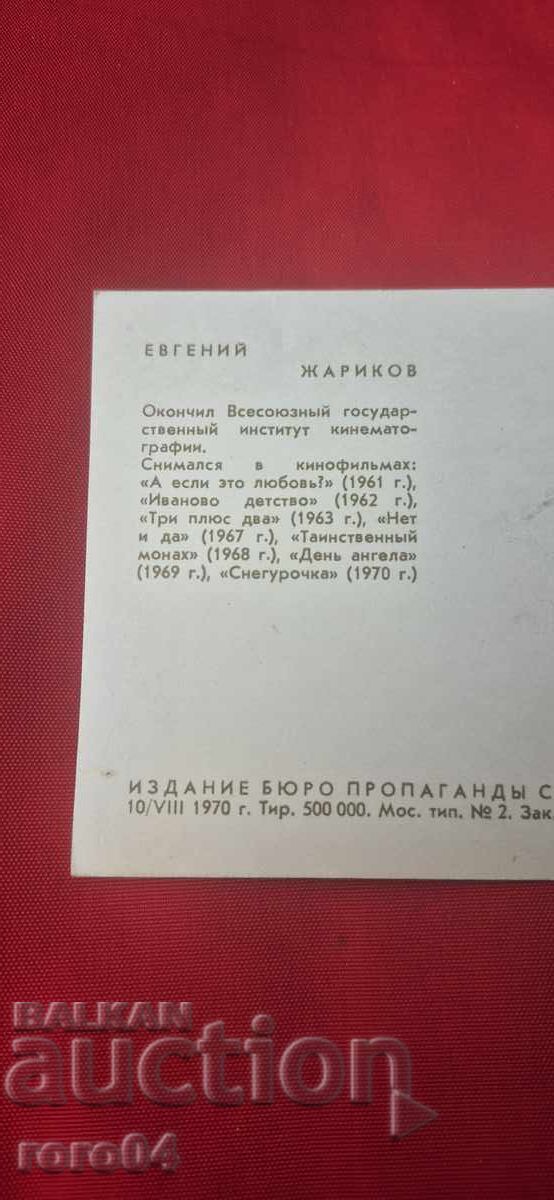 ЕВГЕНИЙ
ЖАРИКОВ
Окончил Всесоюзный государ-
ственный институт кинемато-
графии.
Снимался в кинофильмах:
«А если это любовь?» (1961 г.),
«Иваново детство» (1962 г.),
«Три плюс два» (1963 г.), «Нет
и да» (1967 г.), «Таинственный
монах» (1968 г.), «День ангела»
(1969 г.), «Снегурочка» (1970 г.)
ИЗДАНИЕ БЮРО ПРОПАГАНДЫ С
10/VIII 1970 г. Тир. 500 000. Мос. тип. № 2. Зак.
BALKAN
auction
roro04